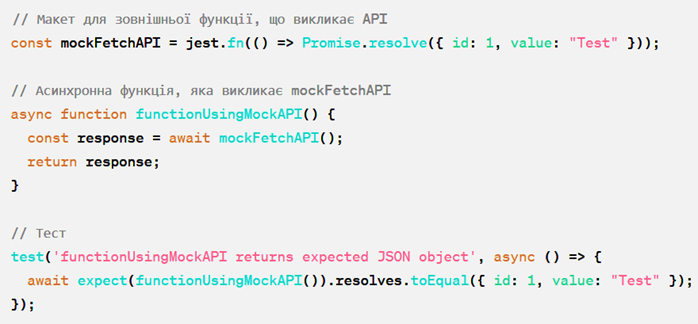 // Макет для зовнішньої функції, що викликає API
const mockFetchAPI = jest.fn(() => Promise.resolve({ id: 1, value: "Test" }));

// Асинхронна функція, яка викликає mockFetchAPI
async function functionUsingMockAPI() {
  const response = await mockFetchAPI();
  return response;
}

// Тест
test('functionUsingMockAPI returns expected JSON object', async () => {
  await expect(functionUsingMockAPI()).resolves.toEqual({ id: 1, value: "Test" });
});